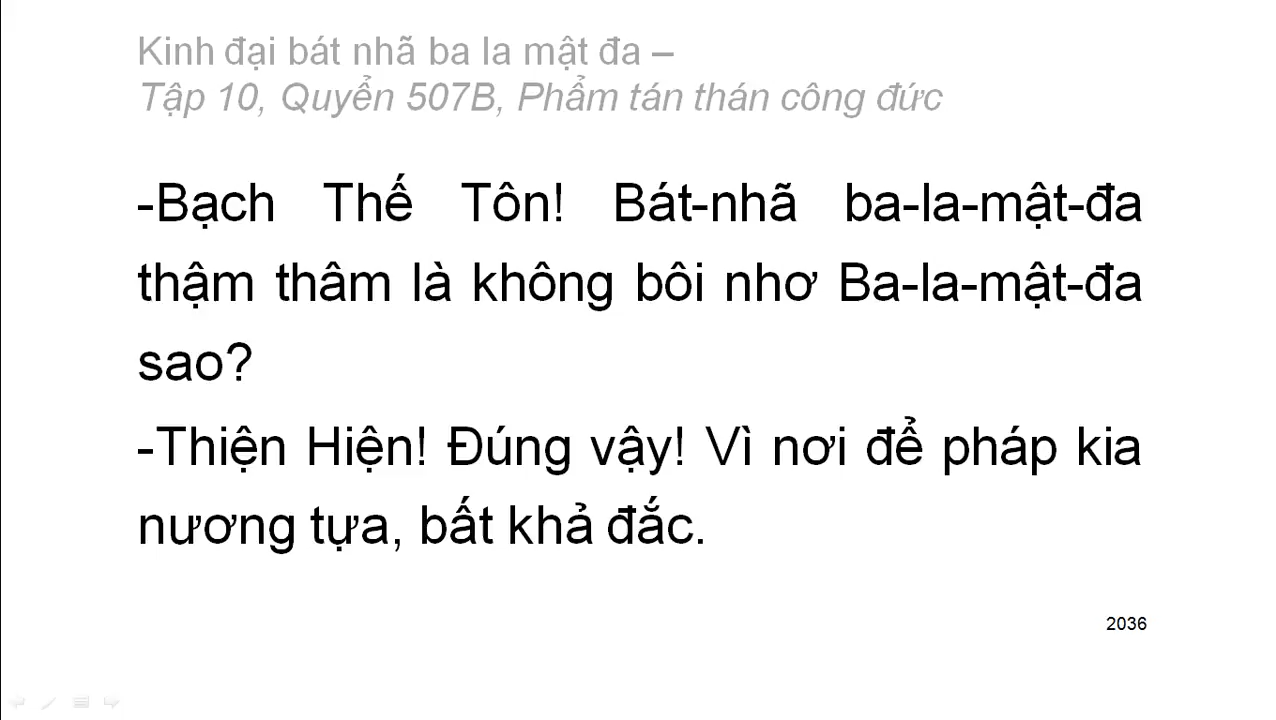 Kinh đại bát nhã ba la mật đa –
Tập 10, Quyển 507B, Phẩm tán thán công đức
-Bạch Thế Tôn! Bát-nhã ba-la-mật-đa
thậm thâm là không bôi nhơ Ba-la-mật-đa
sao?
-Thiện Hiện! Đúng vậy! Vì nơi để pháp kia
nương tựa, bất khả đắc.
2036